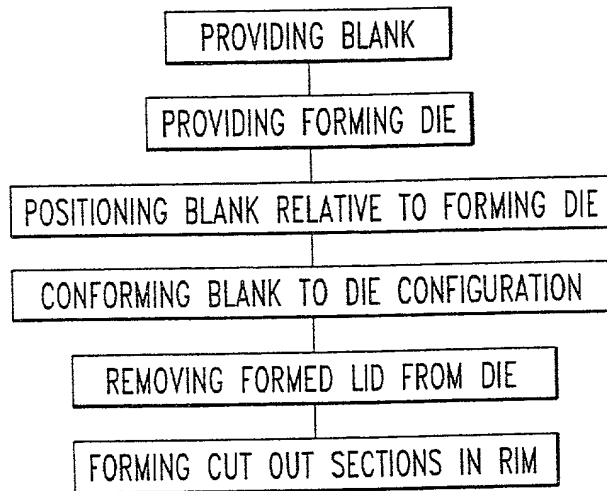 PROVIDING BLANK
PROVIDING FORMING DIE
POSITIONING BLANK RELATIVE TO FORMING DIE
CONFORMING BLANK TO DIE CONFIGURATION
REMOVING FORMED LID FROM DIE
FORMING CUT OUT SECTIONS IN RIM